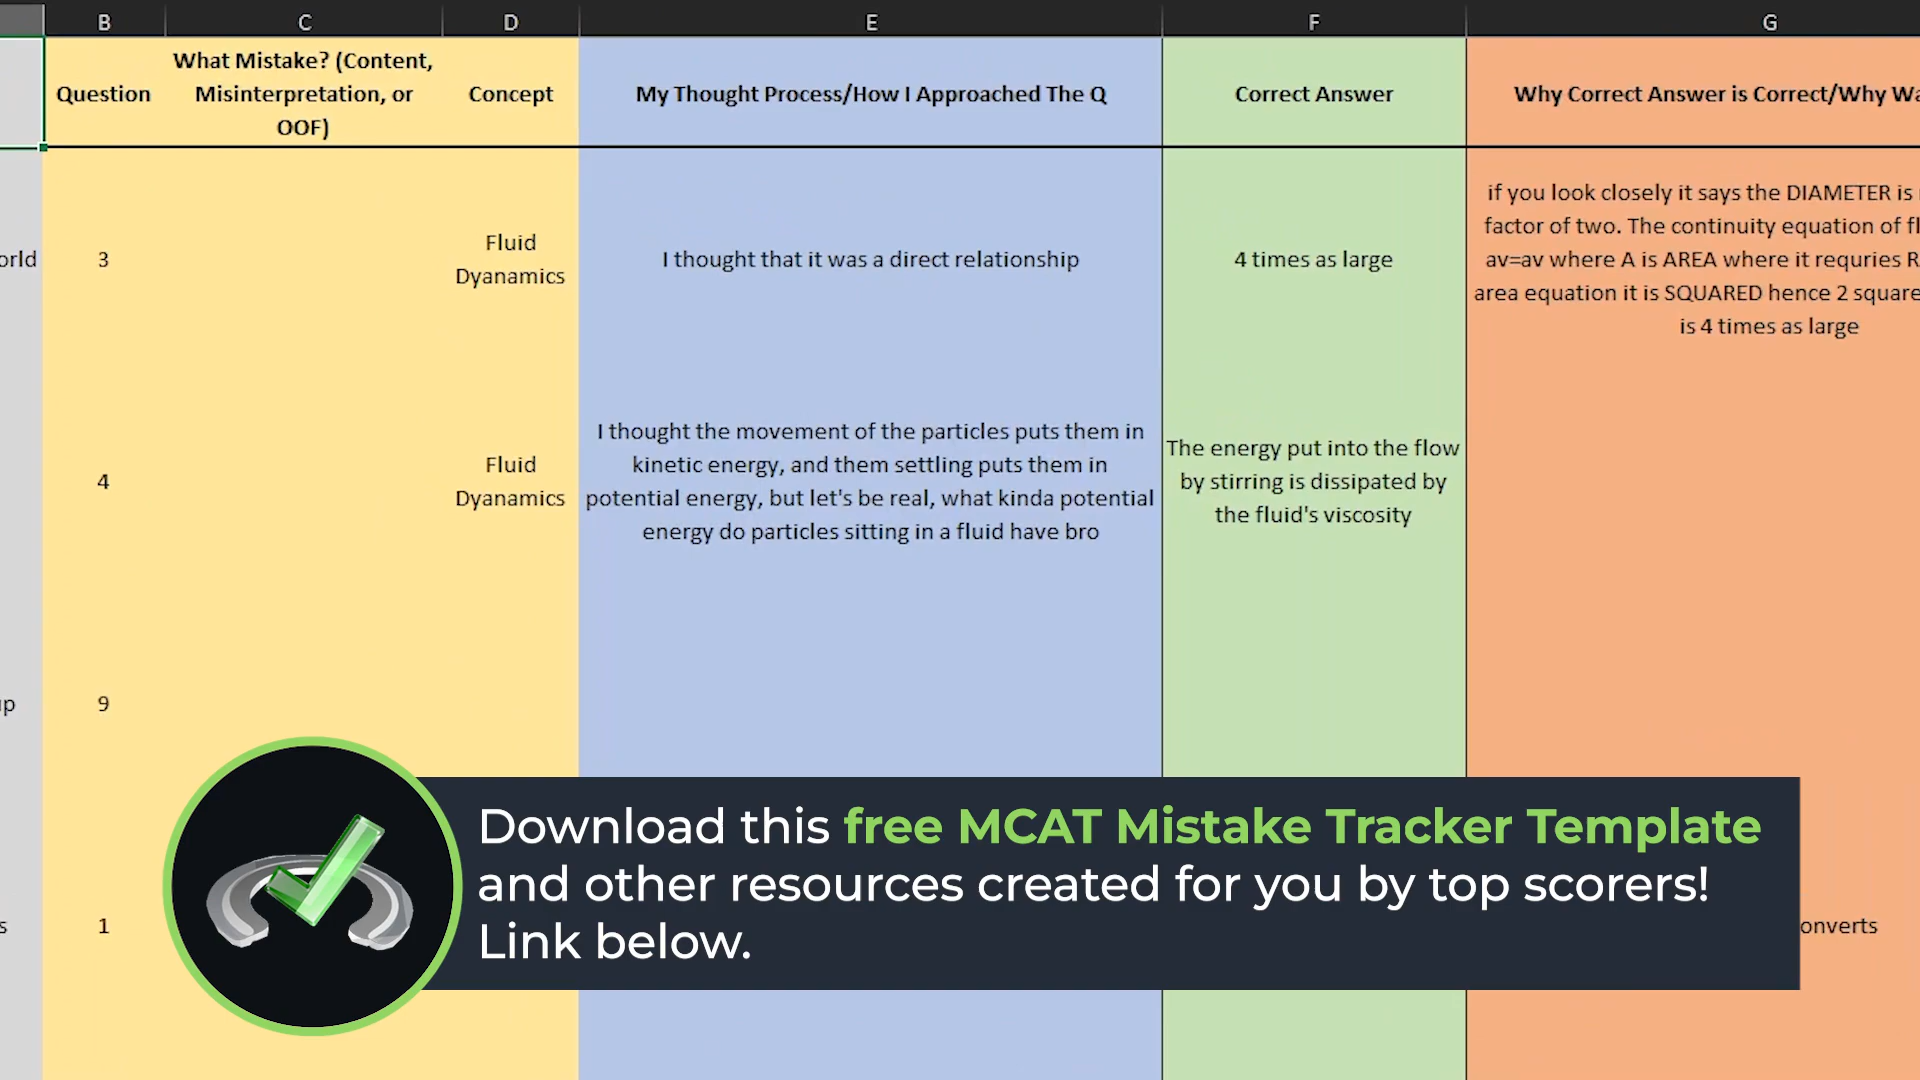 B C D E F G
Question
What Mistake? (Content,
Misinterpretation, or
OOF)
Concept
My Thought Process/How I Approached The Q
Correct Answer
Why Correct Answer is Correct/Why
orld
3
Fluid
Dyanamics
I thought that it was a direct relationship
4 times as large
if you look closely it says the DIAMETER is
factor of two. The continuity equation of
av=av where A is AREA where it requries
area equation it is SQUARED hence 2
is 4 times as large
4
Fluid
Dyanamics
I thought the movement of the particles puts them in
kinetic energy, and them settling puts them in
potential energy, but let's be real, what kinda potential
energy do particles sitting in a fluid have bro
The energy put into the flow
by stirring is dissipated by
the fluid's viscosity
9
1
onverts
Download this free MCAT Mistake Tracker Template
and other resources created for you by top scorers!
Link below.